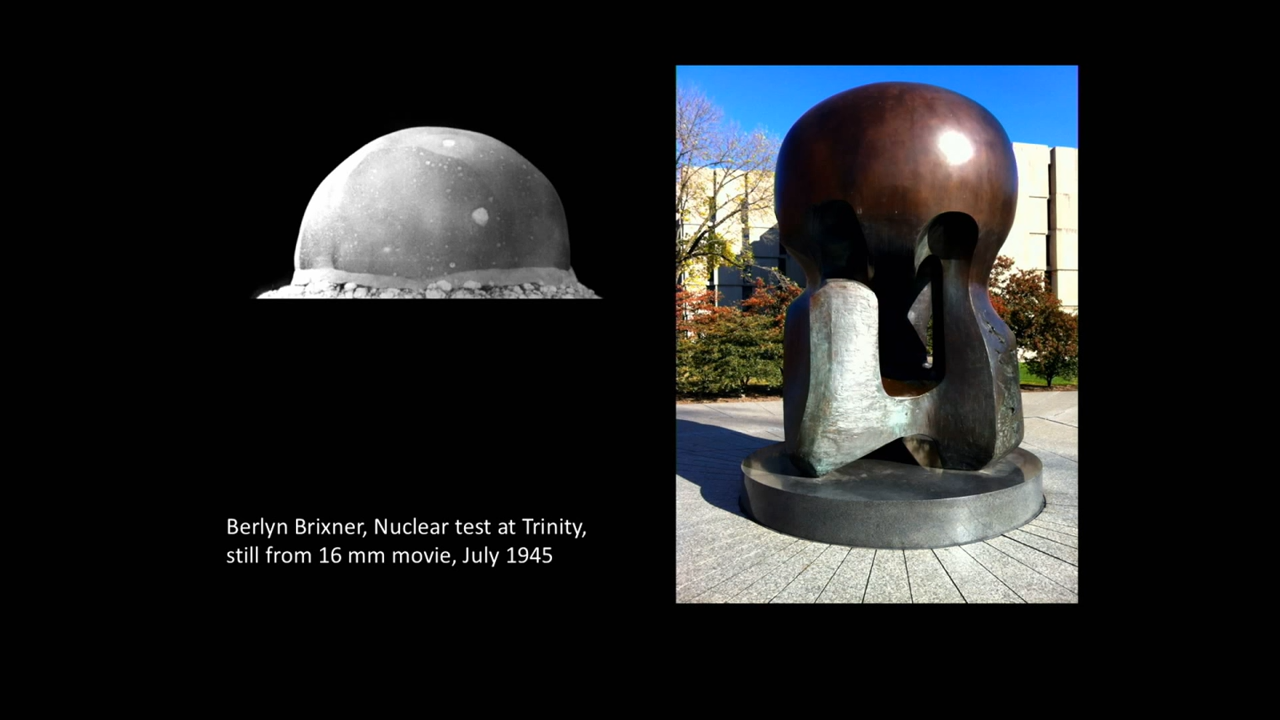 Berlyn Brixner, Nuclear test at Trinity,
still from 16 mm movie, July 1945